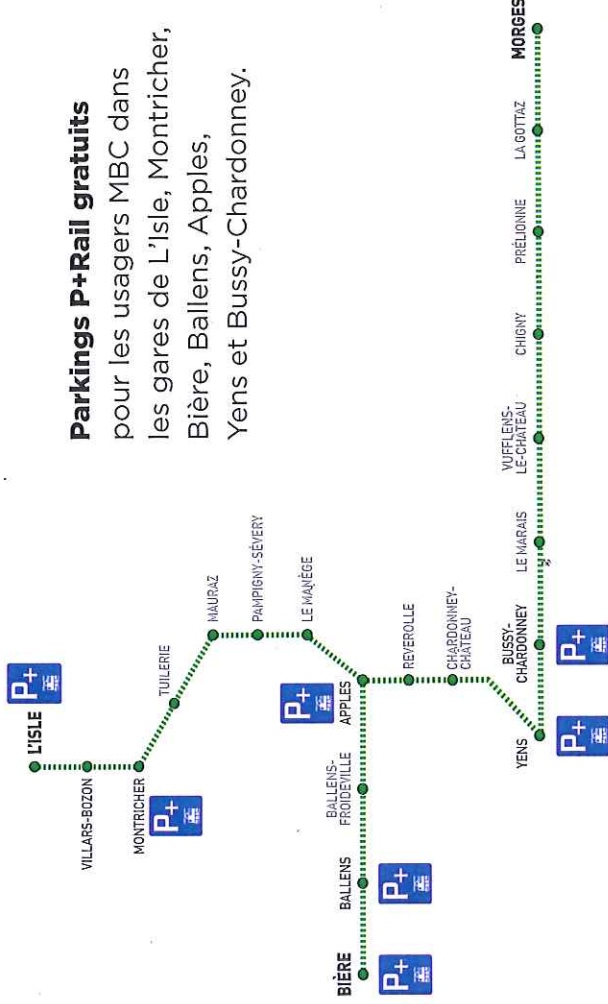 Parkings P+Rail gratuits
pour les usagers MBC dans
les gares de L'Isle, Montricher,
Bière, Ballens, Apples,
Yens et Bussy-Chardonney.
L'ISLE
P+
VILLARS-BOZON
MONTRICHER
P+
TUILERIE
MAURAZ
PAMPIGNY-SÉVERY
LE MANÈGE
P+
APPLES
BALLENS-
FROIDEVILLE
BALLENS
P+
BIÈRE
P+
REVEROLLE
CHARDONNEY-
CHÂTEAU
YENS
P+
BUSSY-
CHARDONNEY
P+
LE MARAIS
VUFFLENS-
LE-CHÂTEAU
CHIGNY
PRÉLIONNE
LA GOTTAZ
MORGES